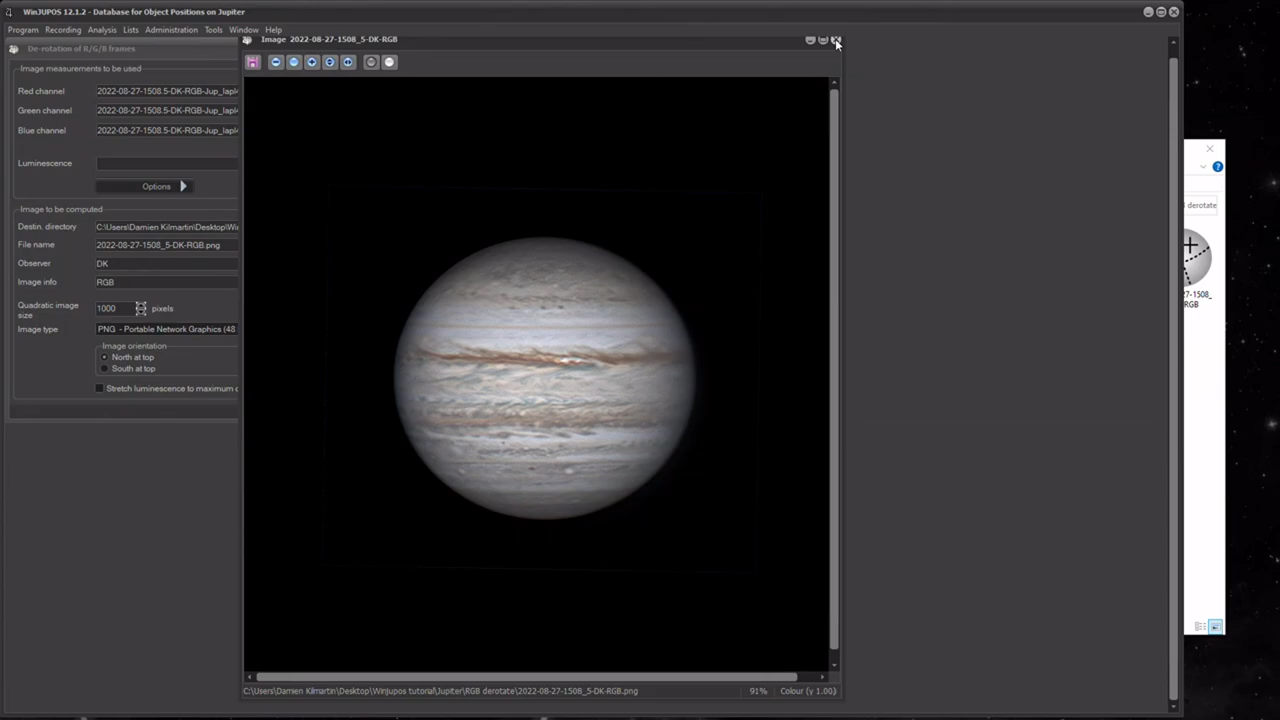 WinJUPOS 12.1.2 - Database for Object Positions on Jupiter
Program Recording Analysis Lists Administration Tools Window Help
De-rotation of R/G/B frames
Image 2022-08-27-1508_5-DK-RGB
Image measurements to be used
Red channel 2022-08-27-1508.5-DK-RGB-Jup_lapl4
Green channel 2022-08-27-1508.5-DK-RGB-Jup_lapl4
Blue channel 2022-08-27-1508.5-DK-RGB-Jup_lapl4
Luminescence
Options
Image to be computed
Destin. directory C:\Users\Damien Kilmartin\Desktop\Wi
File name 2022-08-27-1508_5-DK-RGB.png
Observer DK
Image info RGB
Quadratic image size 1000 pixels
Image type PNG - Portable Network Graphics (48
Image orientation
North at top
South at top
Stretch luminescence to maximum
derotate
7-1508_
RGB
C:\Users\Damien Kilmartin\Desktop\Winjupos tutorial\Jupiter\RGB derotate\2022-08-27-1508_5-DK-RGB.png 91% Colour (γ 1.00)